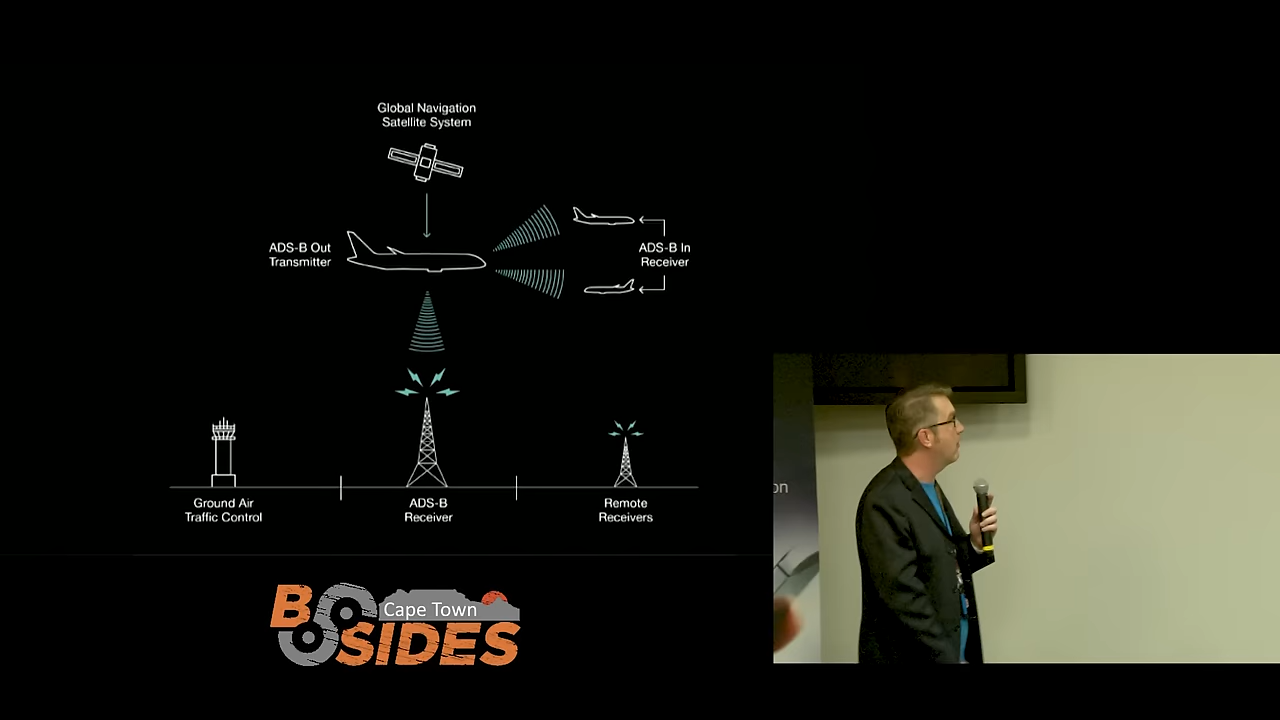 Global Navigation
Satellite System
ADS-B Out
Transmitter
ADS-B In
Receiver
Ground Air
Traffic Control
ADS-B
Receiver
Remote
Receivers
on
Cape Town
BSIDES